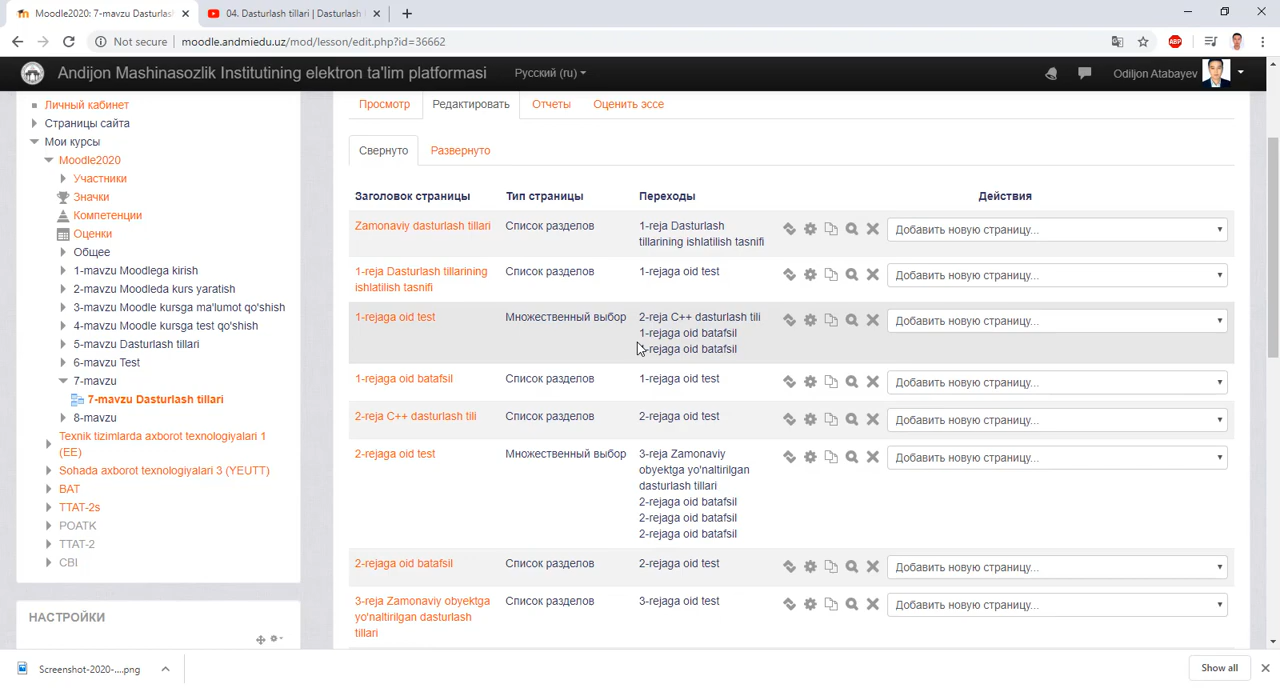 Moodle2020: 7-mavzu Dasturlas
04. Dasturlash tillari | Dasturlash
Not secure
moodle.andmiedu.uz/mod/lesson/edit.php?id=36662
ABP
Andijon Mashinasozlik Institutining elektron ta'lim platformasi
Русский (ru)
Odiljon Atabayev
Личный кабинет
Страницы сайта
Мои курсы
Moodle2020
Участники
Значки
Компетенции
Оценки
Общее
1-mavzu Moodlega kirish
2-mavzu Moodleda kurs yaratish
3-mavzu Moodle kursga ma'lumot qo'shish
4-mavzu Moodle kursga test qo'shish
5-mavzu Dasturlash tillari
6-mavzu Test
7-mavzu
7-mavzu Dasturlash tillari
8-mavzu
Texnik tizimlarda axborot texnologiyalari 1
(EE)
Sohada axborot texnologiyalari 3 (YEUTT)
BAT
TTAT-2s
POATK
TTAT-2
CBI
НАСТРОЙКИ
Просмотр
Редактировать
Отчеты
Оценить эссе
Свернуто
Развернуто
Заголовок страницы
Тип страницы
Переходы
Действия
Zamonaviy dasturlash tillari
Список разделов
1-reja Dasturlash
tillarining ishlatilish tasnifi
Добавить новую страницу...
1-reja Dasturlash tillarining
ishlatilish tasnifi
Список разделов
1-rejaga oid test
Добавить новую страницу...
1-rejaga oid test
Множественный выбор
2-reja C++ dasturlash tili
1-rejaga oid batafsil
-rejaga oid batafsil
Добавить новую страницу...
1-rejaga oid batafsil
Список разделов
1-rejaga oid test
Добавить новую страницу...
2-reja C++ dasturlash tili
Список разделов
2-rejaga oid test
Добавить новую страницу...
2-rejaga oid test
Множественный выбор
3-reja Zamonaviy
obyektga yo'naltirilgan
dasturlash tillari
2-rejaga oid batafsil
2-rejaga oid batafsil
2-rejaga oid batafsil
Добавить новую страницу...
2-rejaga oid batafsil
Список разделов
2-rejaga oid test
Добавить новую страницу...
3-reja Zamonaviy obyektga
yo'naltirilgan dasturlash
tillari
Список разделов
3-rejaga oid test
Добавить новую страницу...
Screenshot-2020-....png
Show all